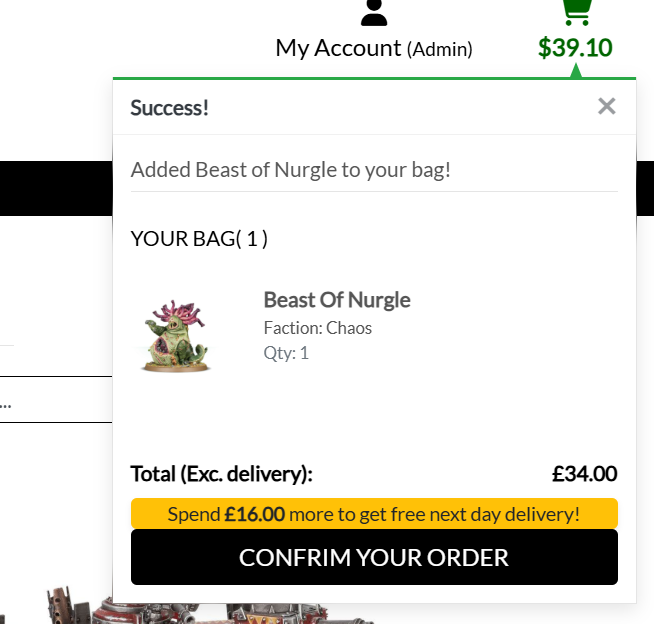 My Account (Admin)
$39.10
Success!
×
Added Beast of Nurgle to your bag!
YOUR BAG( 1 )
Beast Of Nurgle
Faction: Chaos
Qty: 1
...
Total (Exc. delivery):
£34.00
Spend £16.00 more to get free next day delivery!
CONFRIM YOUR ORDER